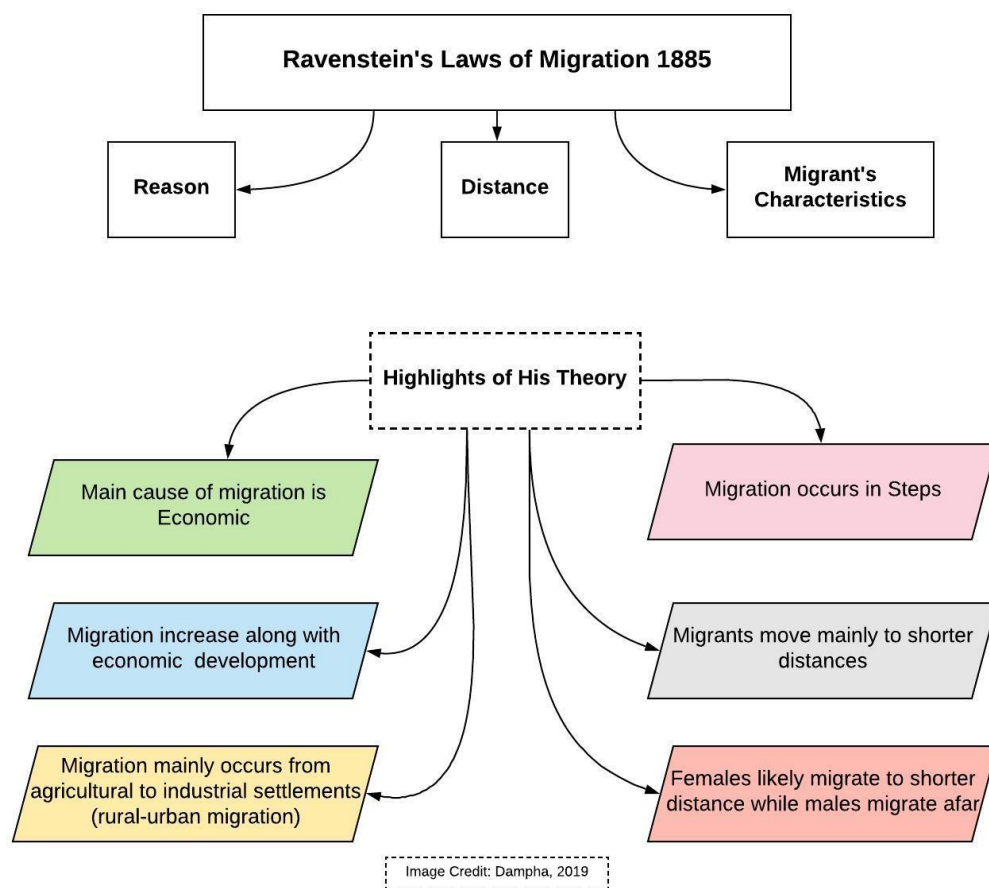 Ravenstein's Laws of Migration 1885
Reason
Distance
Migrant's
Characteristics
Highlights of His Theory
Main cause of migration is
Economic
Migration occurs in Steps
Migration increase along with
economic development
Migrants move mainly to shorter
distances
Migration mainly occurs from
agricultural to industrial settlements
(rural-urban migration)
Females likely migrate to shorter
distance while males migrate afar
Image Credit: Dampha, 2019